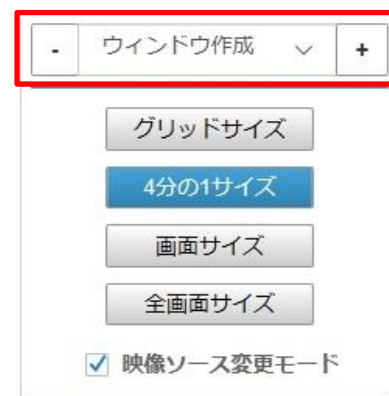 - ウィンドウ作成 +
グリッドサイズ
4分の1サイズ
画面サイズ
全画面サイズ
映像ソース変更モード